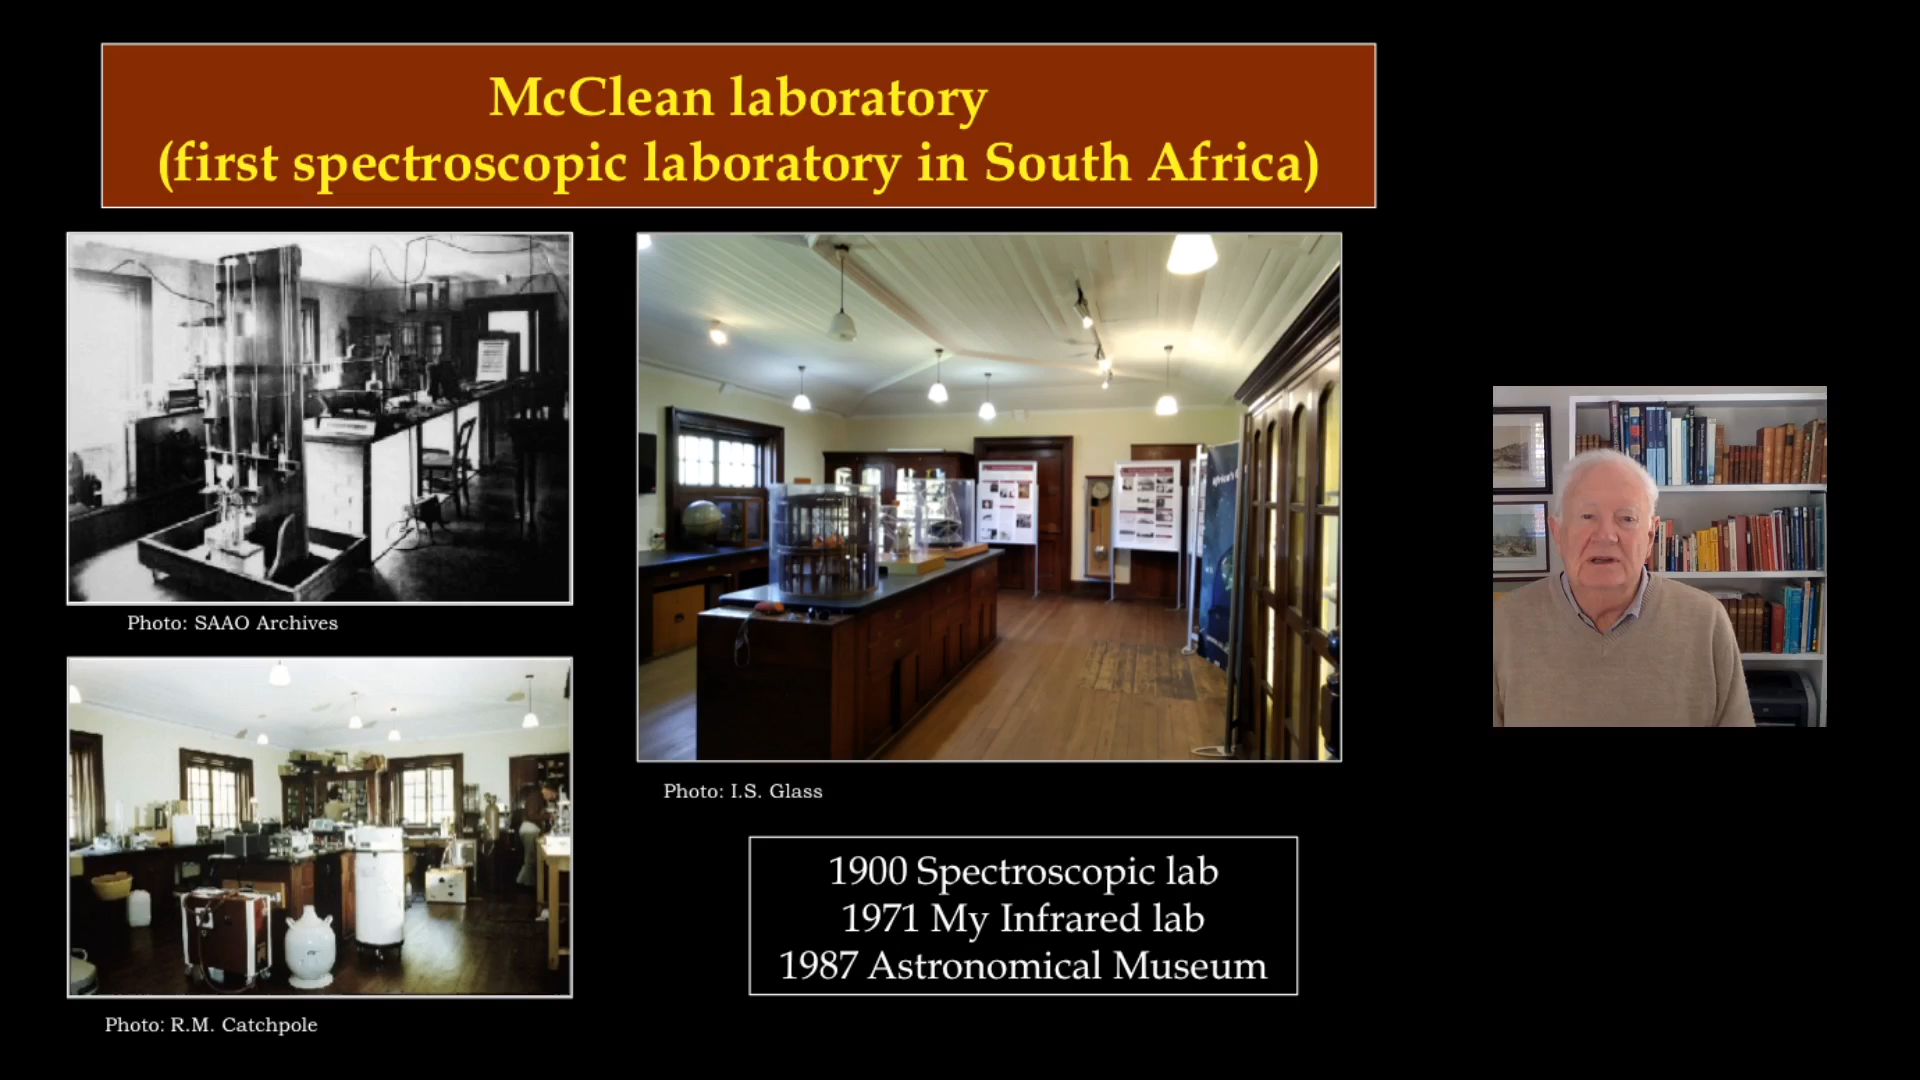 McClean laboratory
(first spectroscopic laboratory in South Africa)
Photo: SAAO Archives
Photo: I.S. Glass
1900 Spectroscopic lab
1971 My Infrared lab
1987 Astronomical Museum
Photo: R.M. Catchpole